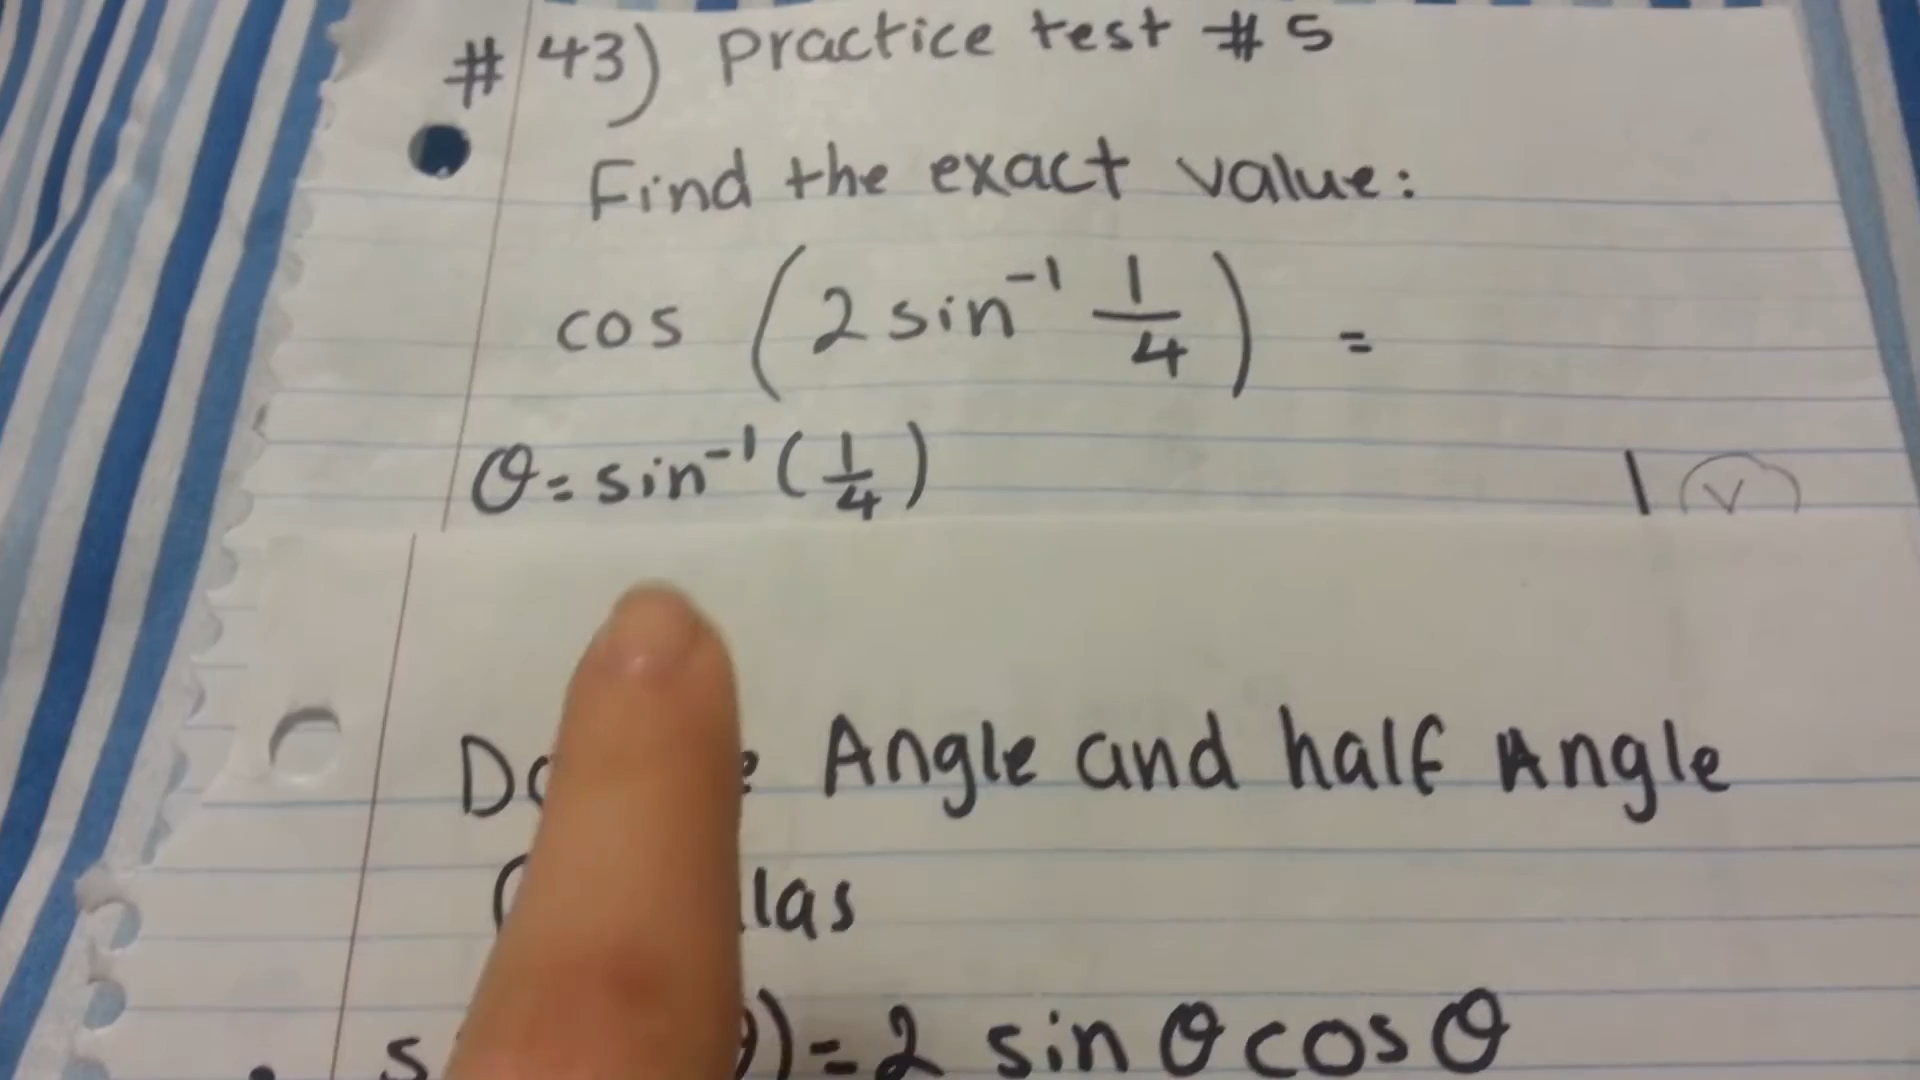 # 43) practice test # 5
Find the exact value:
cos (2 sin⁻¹ 1/4) =
θ = sin⁻¹ (1/4)
Angle and half Angle
= 2 sin θ cos θ